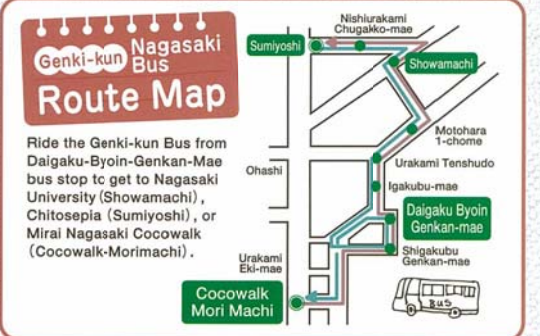 Genki-kun Nagasaki
Bus
Route Map
Ride the Genki-kun Bus from
Daigaku-Byoin-Genkan-Mae
bus stop to get to Nagasaki
University (Showamachi),
Chitosepia (Sumiyoshi), or
Mirai Nagasaki Cocowalk
(Cocowalk-Morimachi).
Nishiurakami
Chugakko-mae
Sumiyoshi
Showamachi
Motohara
1-chome
Urakami Tenshudo
Ohashi
Igakubu-mae
Daigaku Byoin
Genkan-mae
Shigakubu
Genkan-mae
Urakami
Eki-mae
Cocowalk
Mori Machi
BUS